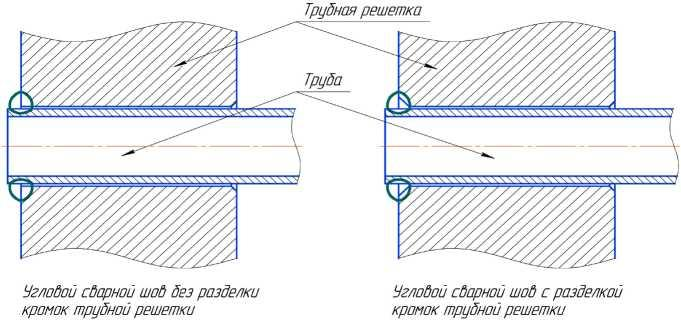 Трубная решетка
Труба
Угловой сварной шов без разделки
кромок трубной решетки
Угловой сварной шов с разделкой
кромок трубной решетки